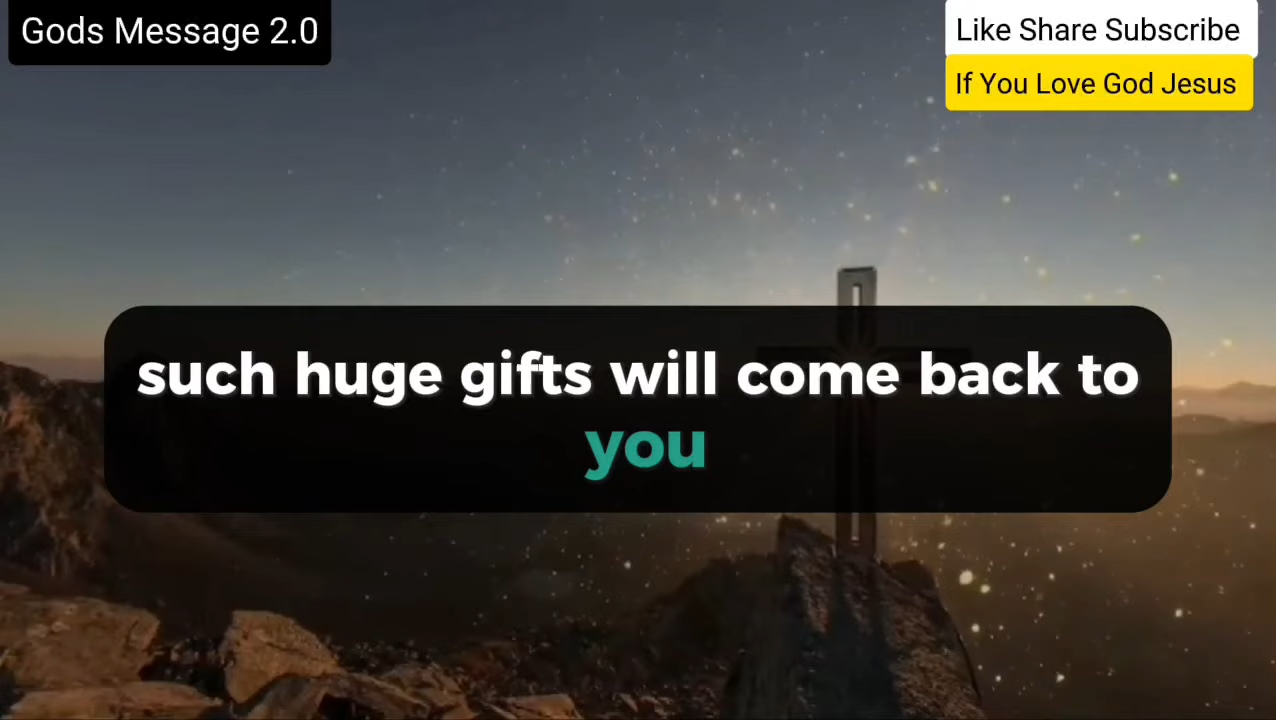 Gods Message 2.0
Like Share Subscribe
If You Love God Jesus
such huge gifts will come back to
you